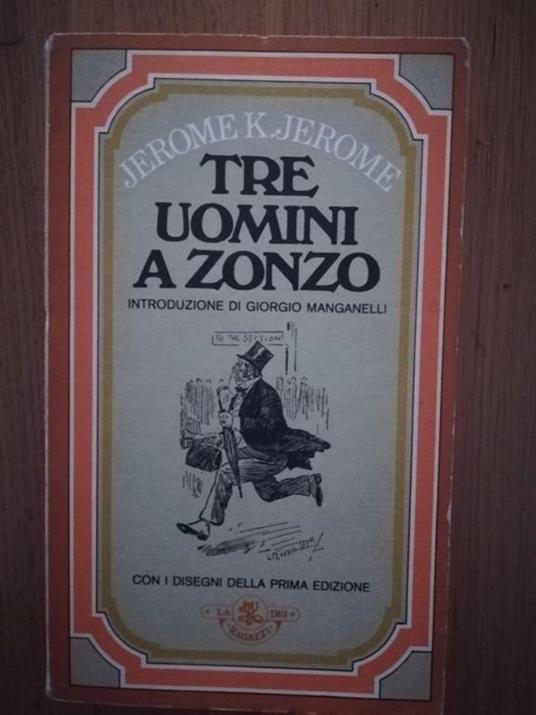 JEROME K. JEROME
TRE
UOMINI
A ZONZO
INTRODUZIONE DI GIORGIO MANGANELLI
TO THE STATION
CON I DISEGNI DELLA PRIMA EDIZIONE
LA BUR DEI
RAGAZZI